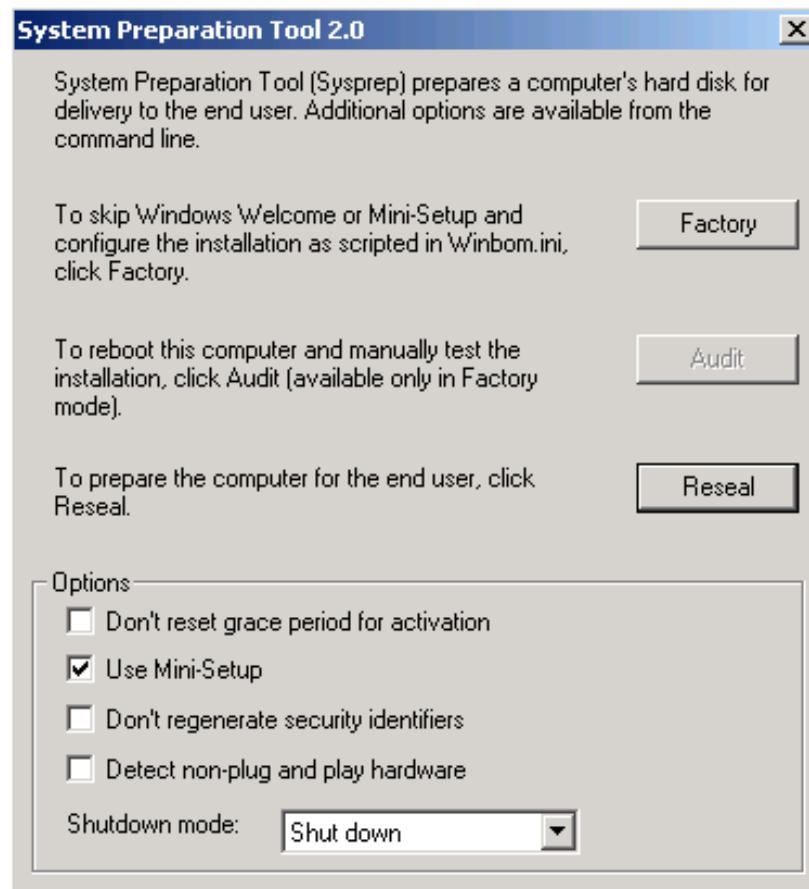 System Preparation Tool 2.0
System Preparation Tool (Sysprep) prepares a computer's hard disk for
delivery to the end user. Additional options are available from the
command line.
To skip Windows Welcome or Mini-Setup and
configure the installation as scripted in Winbom.ini,
click Factory.
Factory
To reboot this computer and manually test the
installation, click Audit (available only in Factory
mode).
Audit
To prepare the computer for the end user, click
Reseal.
Reseal
Options
Don't reset grace period for activation
Use Mini-Setup
Don't regenerate security identifiers
Detect non-plug and play hardware
Shutdown mode: Shut down